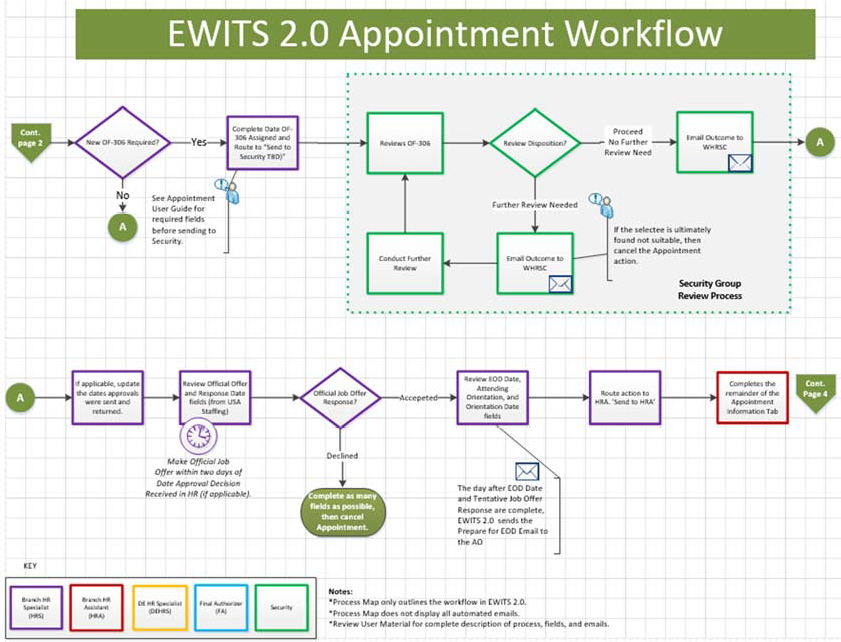 EWITS 2.0 Appointment Workflow
Cont.
page 2
New OF-306 Required?
Yes
No
A
Complete Date OF-
306 Assigned and
Route to "Send to
Security TBD)"
See Appointment
User Guide for
required fields
before sending to
Security.
Reviews OF-306
Review Disposition?
Proceed
No Further
Review Need
Email Outcome to
WHRSC
A
Further Review Needed
Conduct Further
Review
Email Outcome to
WHRSC
If the selectee is ultimately
found not suitable, then
cancel the Appointment
action.
Security Group
Review Process
A
If applicable, update
the dates approvals
were sent and
returned.
Review Official Offer
and Response Date
fields (from USA
Staffing)
Make Official Job
Offer within two days of
Date Approval Decision
Received in HR (if applicable).
Official Job Offer
Response?
Accepeted
Declined
Complete as many
fields as possible,
then cancel
Appointment.
Review EOD Date,
Attending
Orientation, and
Orientation Date
fields
The day after EOD Date
and Tentative Job Offer
Response are complete,
EWITS 2.0 sends the
Prepare for EOD Email to
the AO
Route action to
HRA. 'Send to HRA'
Completes the
remainder of the
Appointment
Information Tab
Cont.
Page 4
KEY
Branch HR
Specialist
(HRS)
Branch HR
Assistant
(HRA)
DE HR Specialist
(DEHRS)
Final Authorizer
(FA)
Security
Notes:
*Process Map only outlines the workflow in EWITS 2.0.
*Process Map does not display all automated emails.
*Review User Material for complete description of process, fields, and emails.